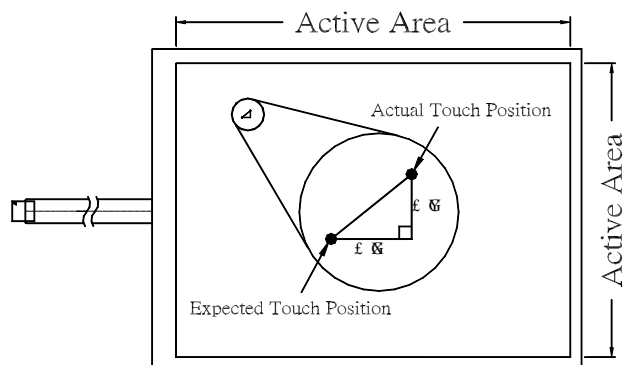 Active Area
Actual Touch Position
Expected Touch Position
Active Area